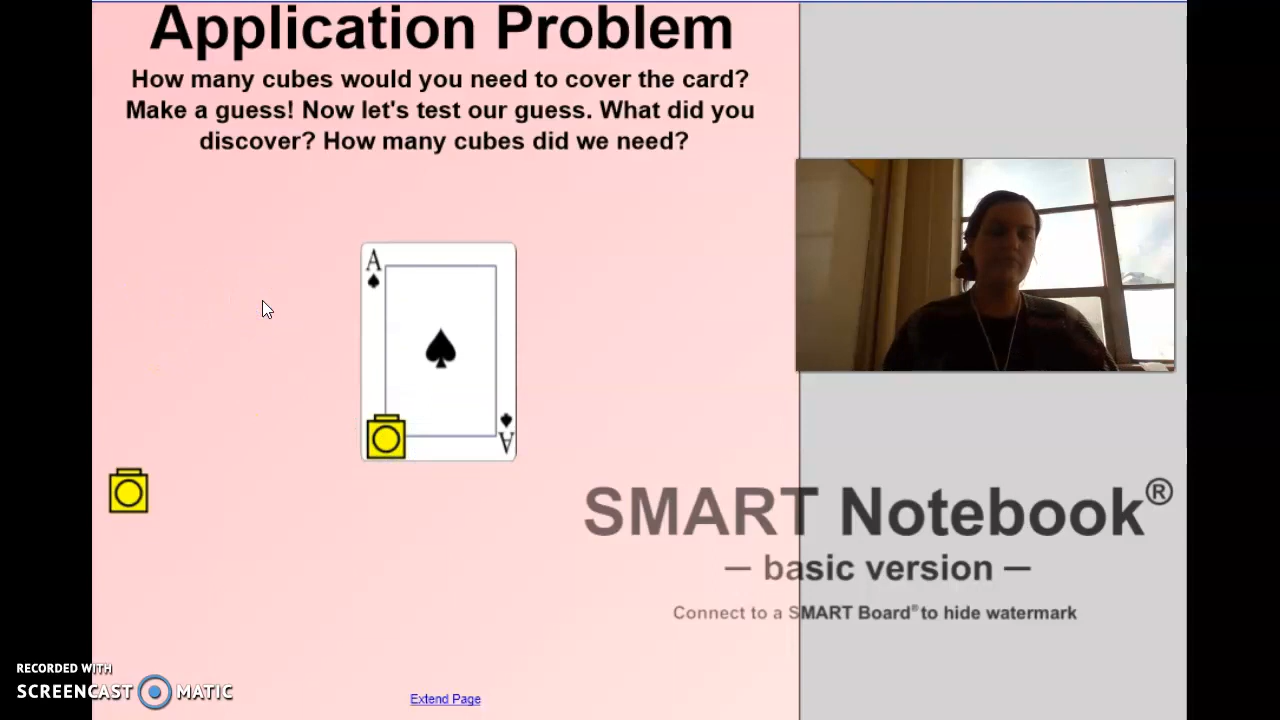 Application Problem
How many cubes would you need to cover the card?
Make a guess! Now let's test our guess. What did you
discover? How many cubes did we need?
A
A
SMART Notebook®
— basic version —
Connect to a SMART Board® to hide watermark
RECORDED WITH
SCREENCAST MATIC
Extend Page